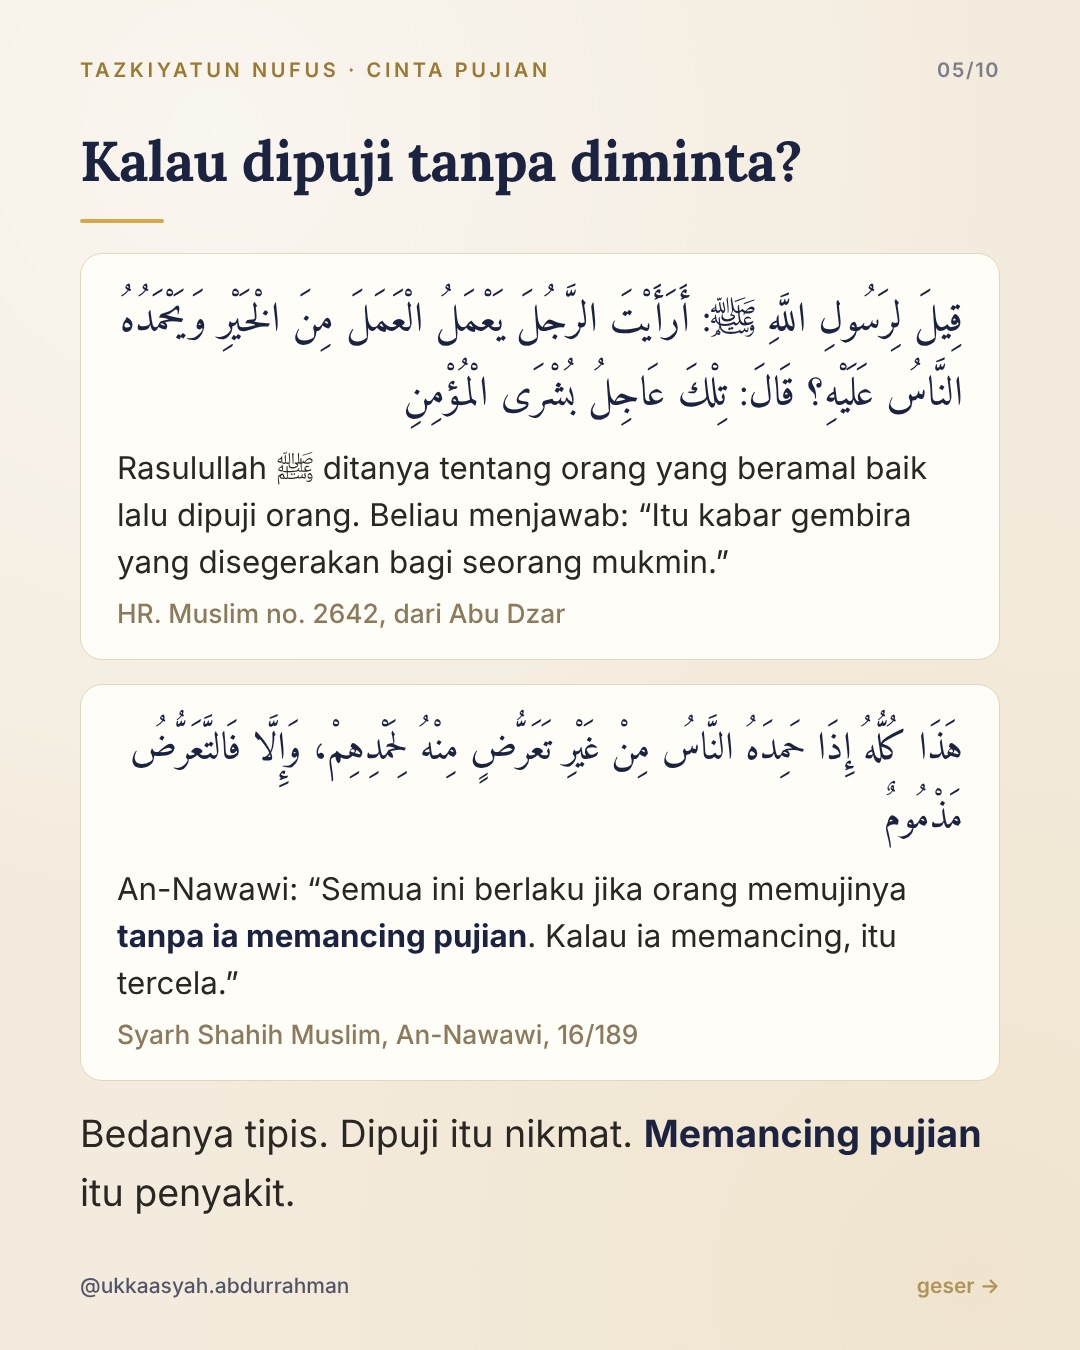 TAZKIYATUN NUFUS · CINTA PUJIAN
05/10
Kalau dipuji tanpa diminta?
قِيلَ لِرَسُولِ اللَّهِ ﷺ: أَرَأَيْتَ الرَّجُلَ يَعْمَلُ الْعَمَلَ مِنَ الْخَيْرِ وَيَحْمَدُهُ
النَّاسُ عَلَيْهِ؟ قَالَ: تِلْكَ عَاجِلُ بُشْرَى الْمُؤْمِنِ
Rasulullah ﷺ ditanya tentang orang yang beramal baik
lalu dipuji orang. Beliau menjawab: “Itu kabar gembira
yang disegerakan bagi seorang mukmin.”
HR. Muslim no. 2642, dari Abu Dzar
هَذَا كُلُّهُ إِذَا حَمِدَهُ النَّاسُ مِنْ غَيْرِ تَعَرُّضٍ مِنْهُ لِحَمْدِهِمْ، وَإِلَّا فَالتَّعَرُّضُ
مَذْمُومٌ
An-Nawawi: “Semua ini berlaku jika orang memujinya
tanpa ia memancing pujian. Kalau ia memancing, itu
tercela.”
Syarh Shahih Muslim, An-Nawawi, 16/189
Bedanya tipis. Dipuji itu nikmat. Memancing pujian
itu penyakit.
@ukkaasyah.abdurrahman
geser →